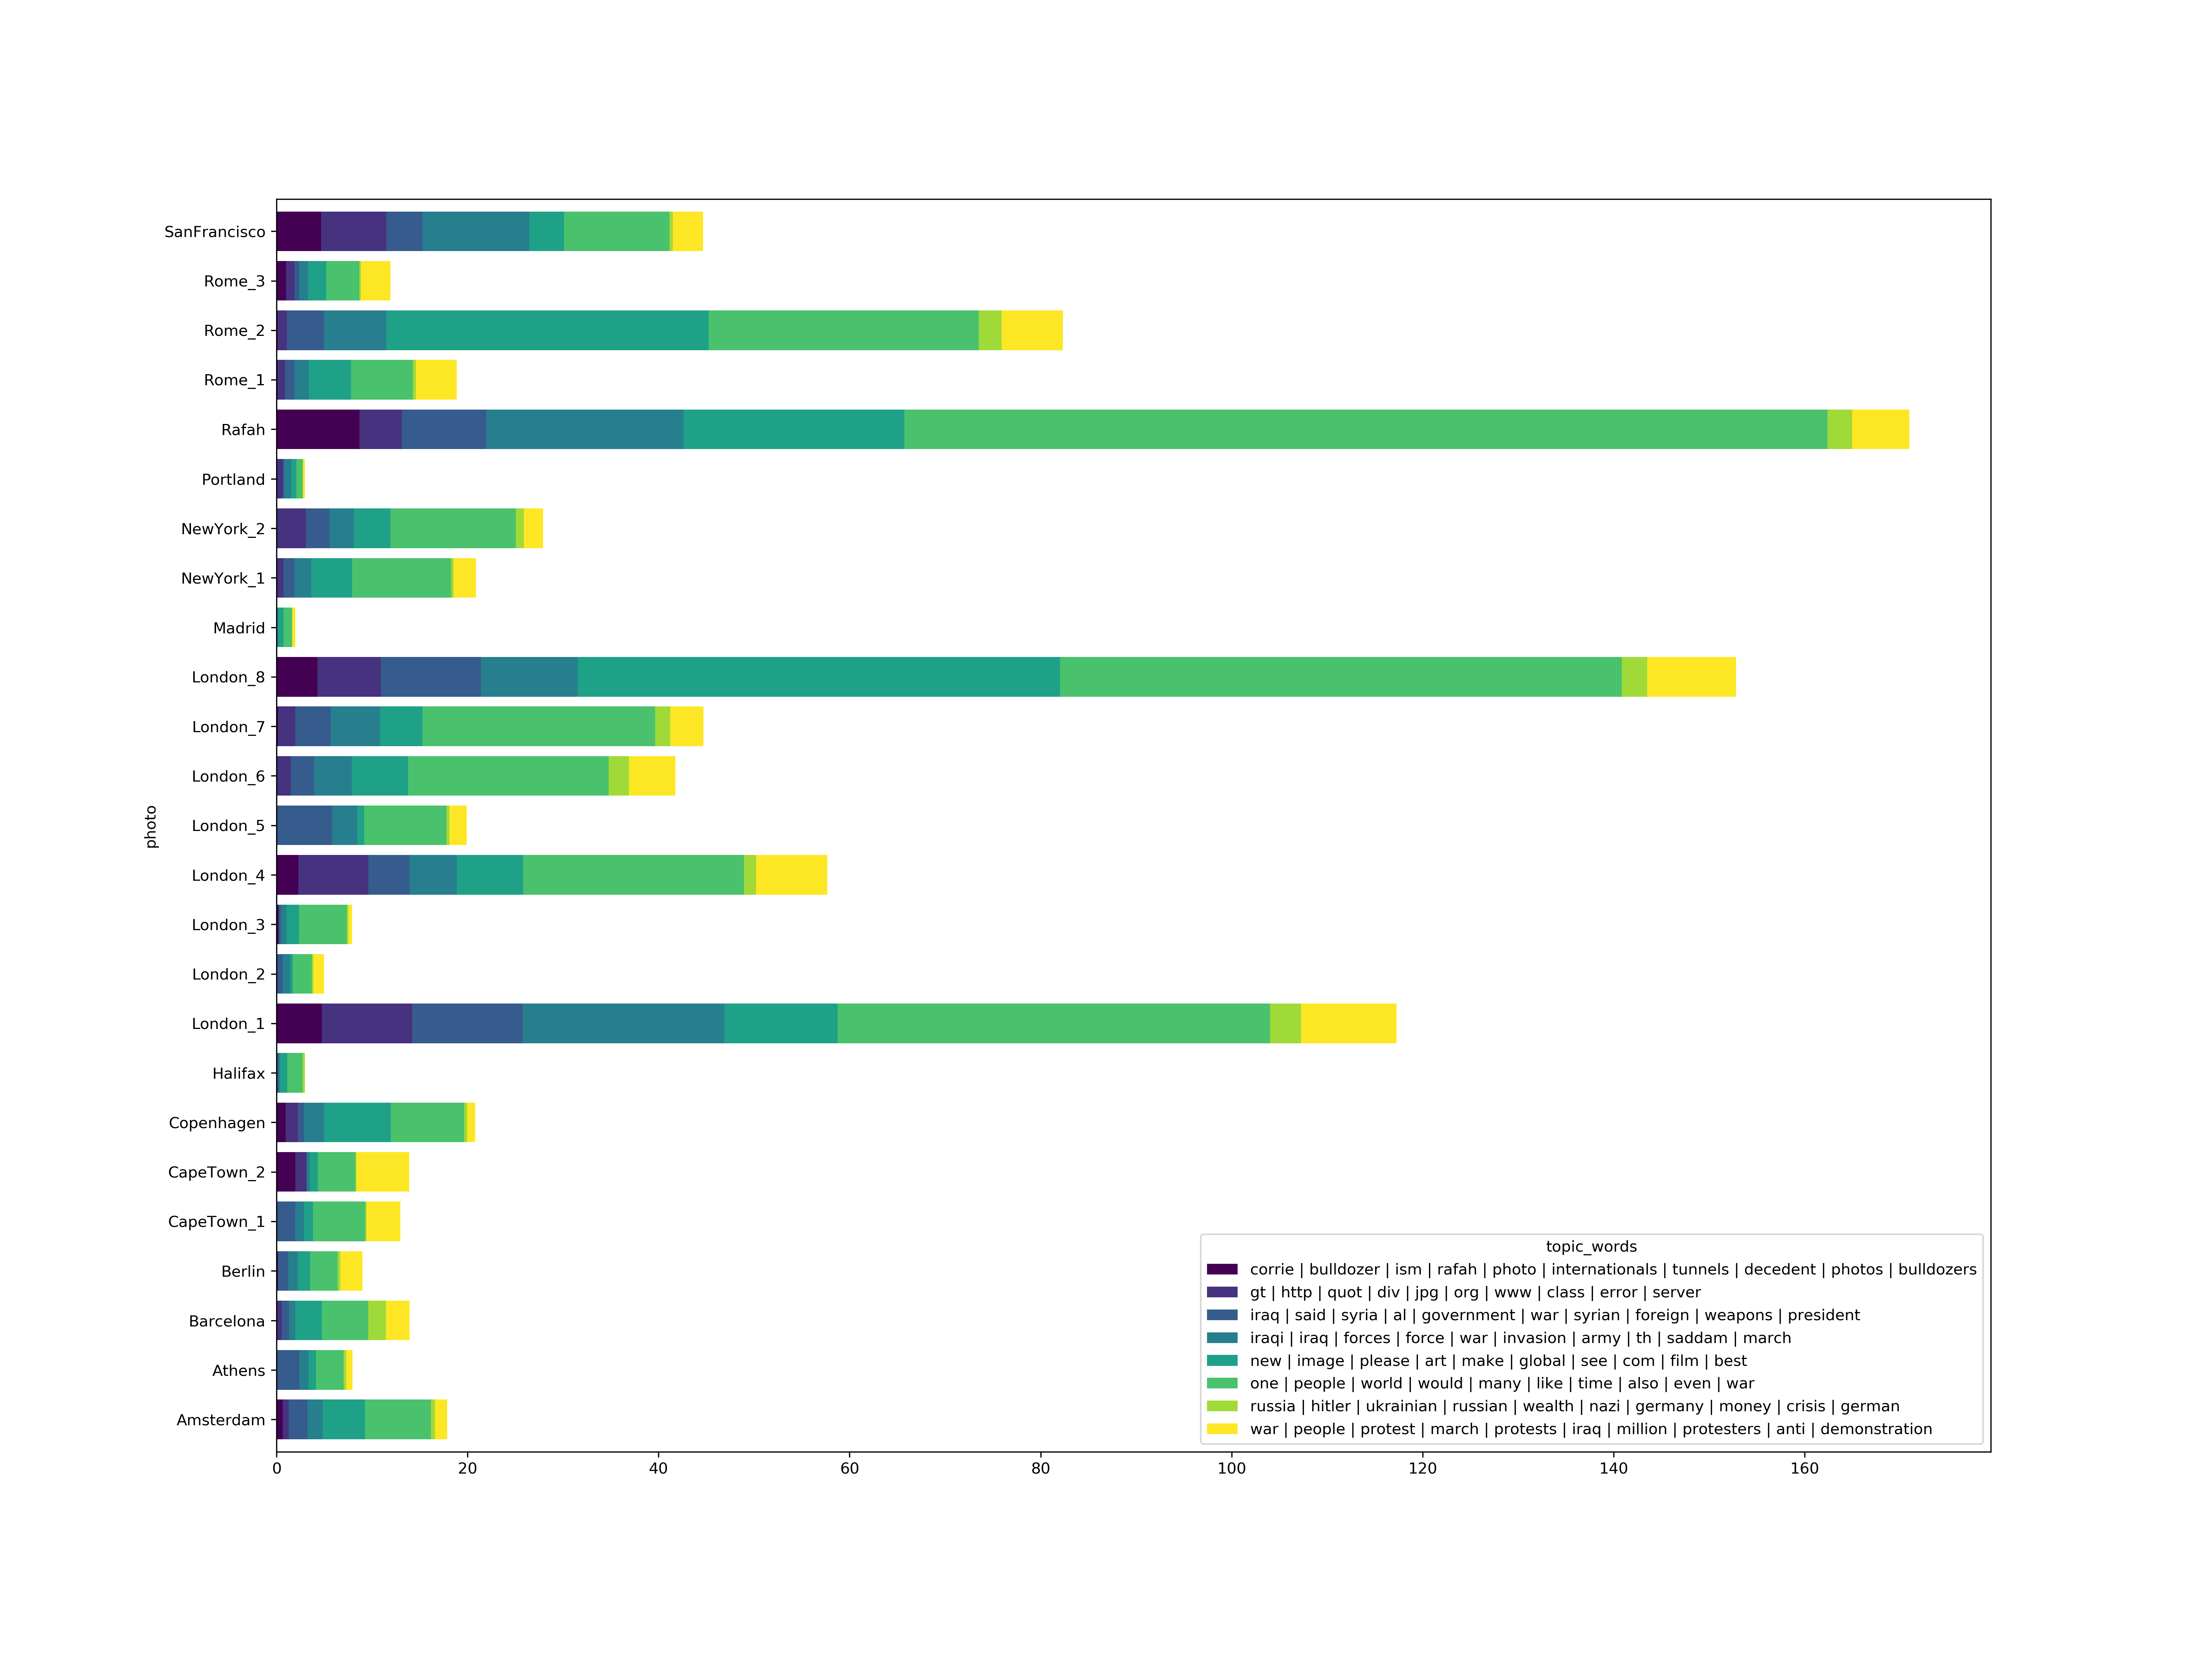 SanFrancisco
Rome_3
Rome_2
Rome_1
Rafah
Portland
NewYork_2
NewYork_1
Madrid
London_8
London_7
London_6
London_5
London_4
London_3
London_2
London_1
Halifax
Copenhagen
CapeTown_2
CapeTown_1
Berlin
Barcelona
Athens
Amsterdam
photo
0 20 40 60 80 100 120 140 160
topic_words
corrie | bulldozer | ism | rafah | photo | internationals | tunnels | decedent | photos | bulldozers
gt | http | quot | div | jpg | org | www | class | error | server
iraq | said | syria | al | government | war | syrian | foreign | weapons | president
iraqi | iraq | forces | force | war | invasion | army | th | saddam | march
new | image | please | art | make | global | see | com | film | best
one | people | world | would | many | like | time | also | even | war
russia | hitler | ukrainian | russian | wealth | nazi | germany | money | crisis | german
war | people | protest | march | protests | iraq | million | protesters | anti | demonstration